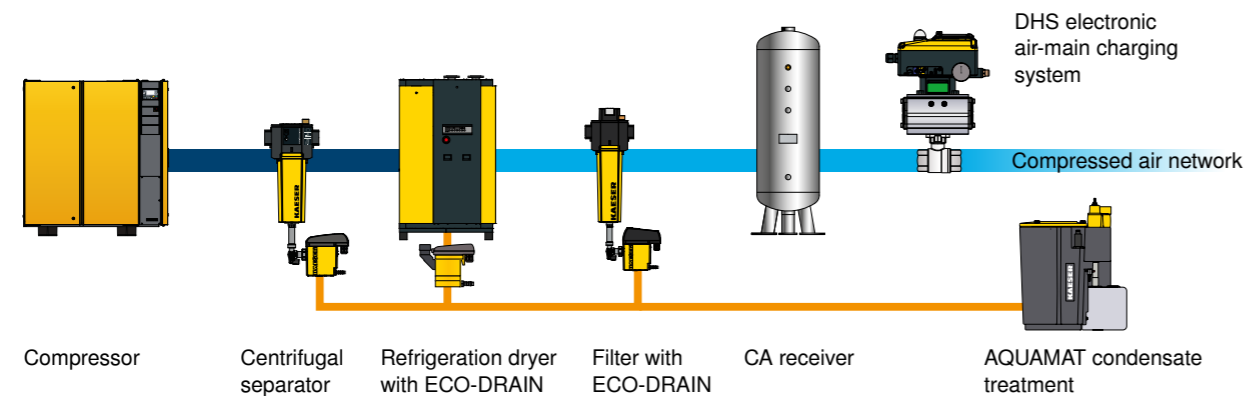 DHS electronic
air-main charging
system
Compressed air network
KAESER
KAESER
KAESER
Compressor
Centrifugal
separator
Refrigeration dryer
with ECO-DRAIN
Filter with
ECO-DRAIN
CA receiver
AQUAMAT condensate
treatment